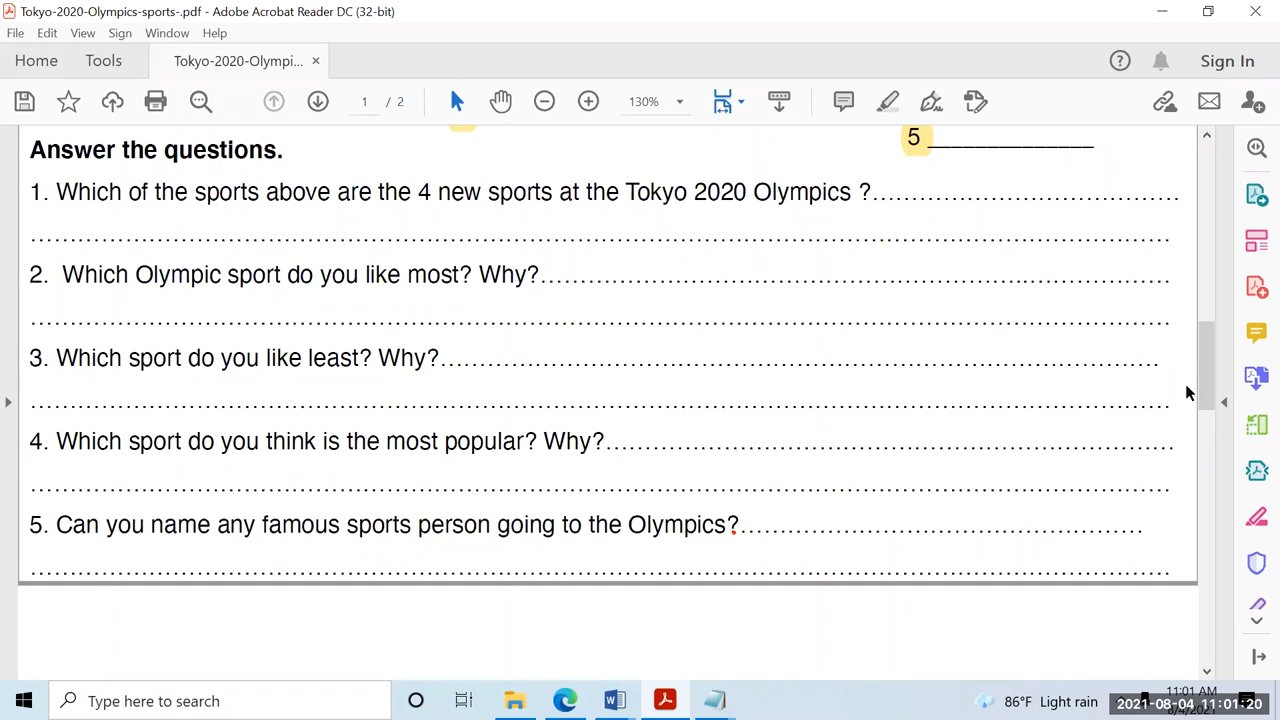 Tokyo-2020-Olympics-sports-.pdf - Adobe Acrobat Reader DC (32-bit)
File Edit View Sign Window Help
Home Tools Tokyo-2020-Olympi... × Sign In
1 / 2 130%
5 ______________
Answer the questions.
1. Which of the sports above are the 4 new sports at the Tokyo 2020 Olympics ?.......................................
................................................................................................................................................
2. Which Olympic sport do you like most? Why?................................................................................
................................................................................................................................................
3. Which sport do you like least? Why?...........................................................................................
................................................................................................................................................
4. Which sport do you think is the most popular? Why?........................................................................
................................................................................................................................................
5. Can you name any famous sports person going to the Olympics?...................................................
................................................................................................................................................
Type here to search
86°F Light rain
11:01 AM
2021-08-04 11:01:20